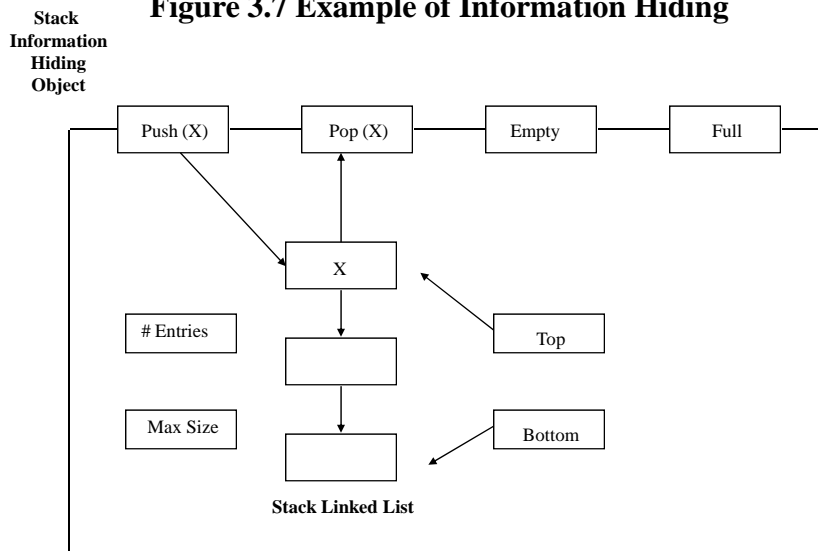 Figure 3.7 Example of Information Hiding
Stack
Information
Hiding
Object
Push (X)
Pop (X)
Empty
Full
X
# Entries
Top
Max Size
Bottom
Stack Linked List